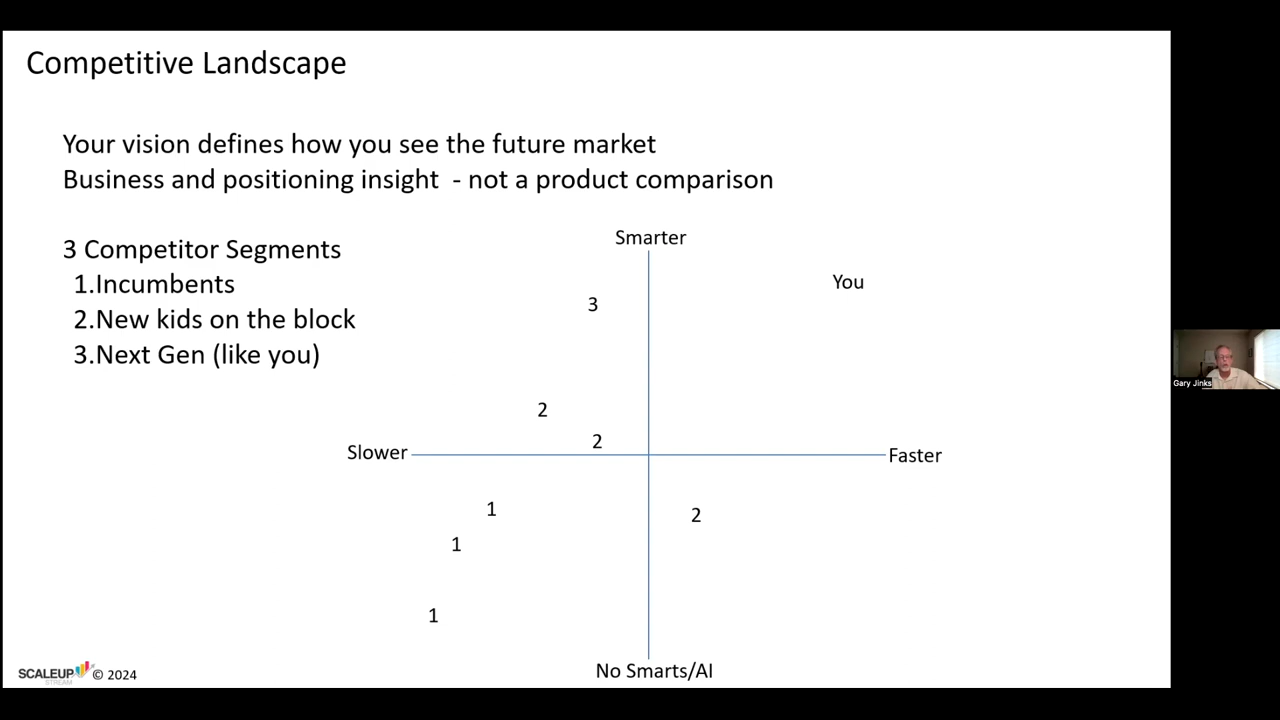 Competitive Landscape
Your vision defines how you see the future market
Business and positioning insight - not a product comparison
3 Competitor Segments
1.Incumbents
2.New kids on the block
3.Next Gen (like you)
Smarter
You
3
2
2
Slower
Faster
1
2
1
1
No Smarts/AI
SCALEUP
STREAM
© 2024
Gary Jinks